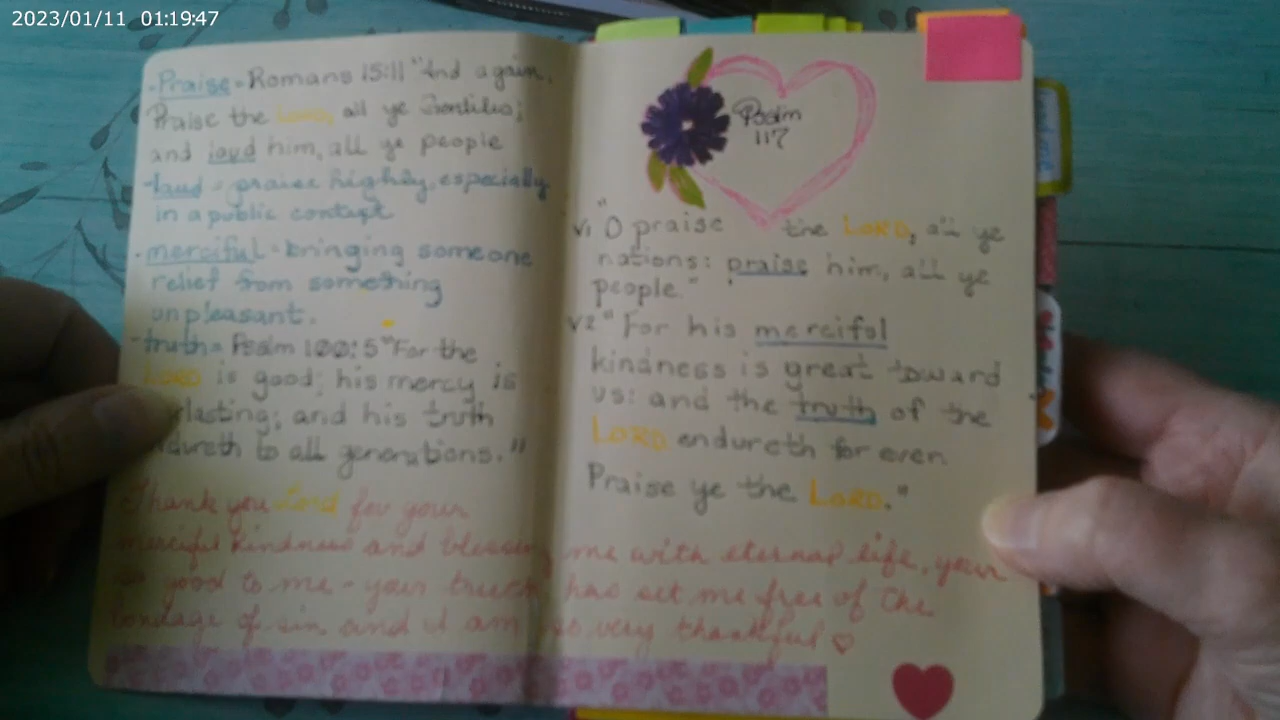 2023/01/11 01:19:47
- Praise - Romans 15:11 "And again,
Praise the Lord, all ye Gentiles;
and laud him, all ye people
- laud = praise highly, especially
in a public context
- merciful = bringing someone
relief from something
unpleasant.
- truth = Psalm 100:5 "For the
LORD is good; his mercy is
rlasting; and his truth
ndureth to all generations."
Psalm
117
v1 "O praise the LORD, all ye
nations: praise him, all ye
people."
v2 "For his merciful
kindness is great toward
us: and the truth of the
LORD endureth for ever.
Praise ye the LORD."
Thank you Lord for your
merciful kindness and blessing me with eternal life, your
so good to me - your truth has set me free of the
bondage of sin and I am so very thankful ♡